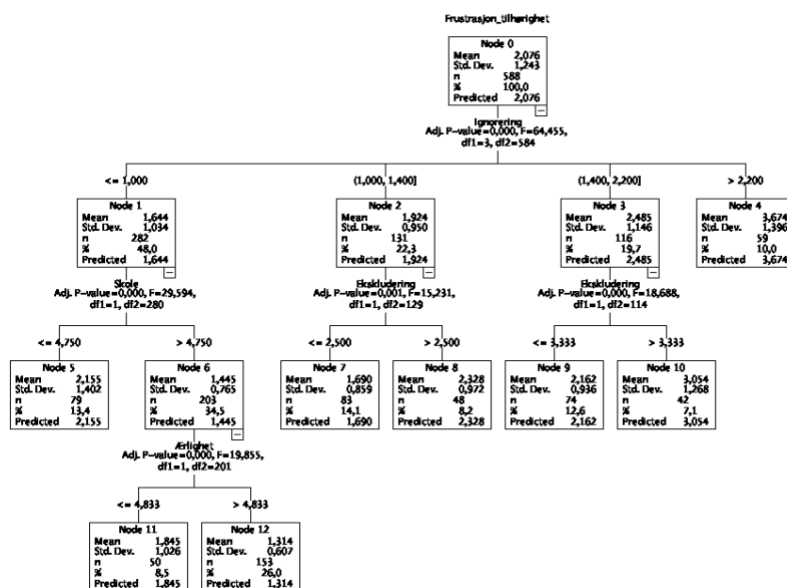 Frustrasjon_tilhørighet
Node 0
Mean 2,076
Std. Dev. 1,243
n 588
% 100,0
Predicted 2,076
Ignorering
Adj. P-value=0,000, F=64,455,
df1=3, df2=584
<= 1,000
(1,000, 1,400]
(1,400, 2,200]
> 2,200
Node 1
Mean 1,644
Std. Dev. 1,034
n 282
% 48,0
Predicted 1,644
Node 2
Mean 1,924
Std. Dev. 0,950
n 131
% 22,3
Predicted 1,924
Node 3
Mean 2,485
Std. Dev. 1,146
n 116
% 19,7
Predicted 2,485
Node 4
Mean 3,674
Std. Dev. 1,396
n 59
% 10,0
Predicted 3,674
Skole
Adj. P-value=0,000, F=29,594,
df1=1, df2=280
Ekskludering
Adj. P-value=0,001, F=15,231,
df1=1, df2=129
Ekskludering
Adj. P-value=0,000, F=18,688,
df1=1, df2=114
<= 4,750
> 4,750
<= 2,500
> 2,500
<= 3,333
> 3,333
Node 5
Mean 2,155
Std. Dev. 1,402
n 79
% 13,4
Predicted 2,155
Node 6
Mean 1,445
Std. Dev. 0,765
n 203
% 34,5
Predicted 1,445
Node 7
Mean 1,690
Std. Dev. 0,859
n 83
% 14,1
Predicted 1,690
Node 8
Mean 2,328
Std. Dev. 0,972
n 48
% 8,2
Predicted 2,328
Node 9
Mean 2,162
Std. Dev. 0,936
n 74
% 12,6
Predicted 2,162
Node 10
Mean 3,054
Std. Dev. 1,268
n 42
% 7,1
Predicted 3,054
Ærlighet
Adj. P-value=0,000, F=19,855,
df1=1, df2=201
<= 4,833
> 4,833
Node 11
Mean 1,845
Std. Dev. 1,026
n 50
% 8,5
Predicted 1,845
Node 12
Mean 1,314
Std. Dev. 0,607
n 153
% 26,0
Predicted 1,314